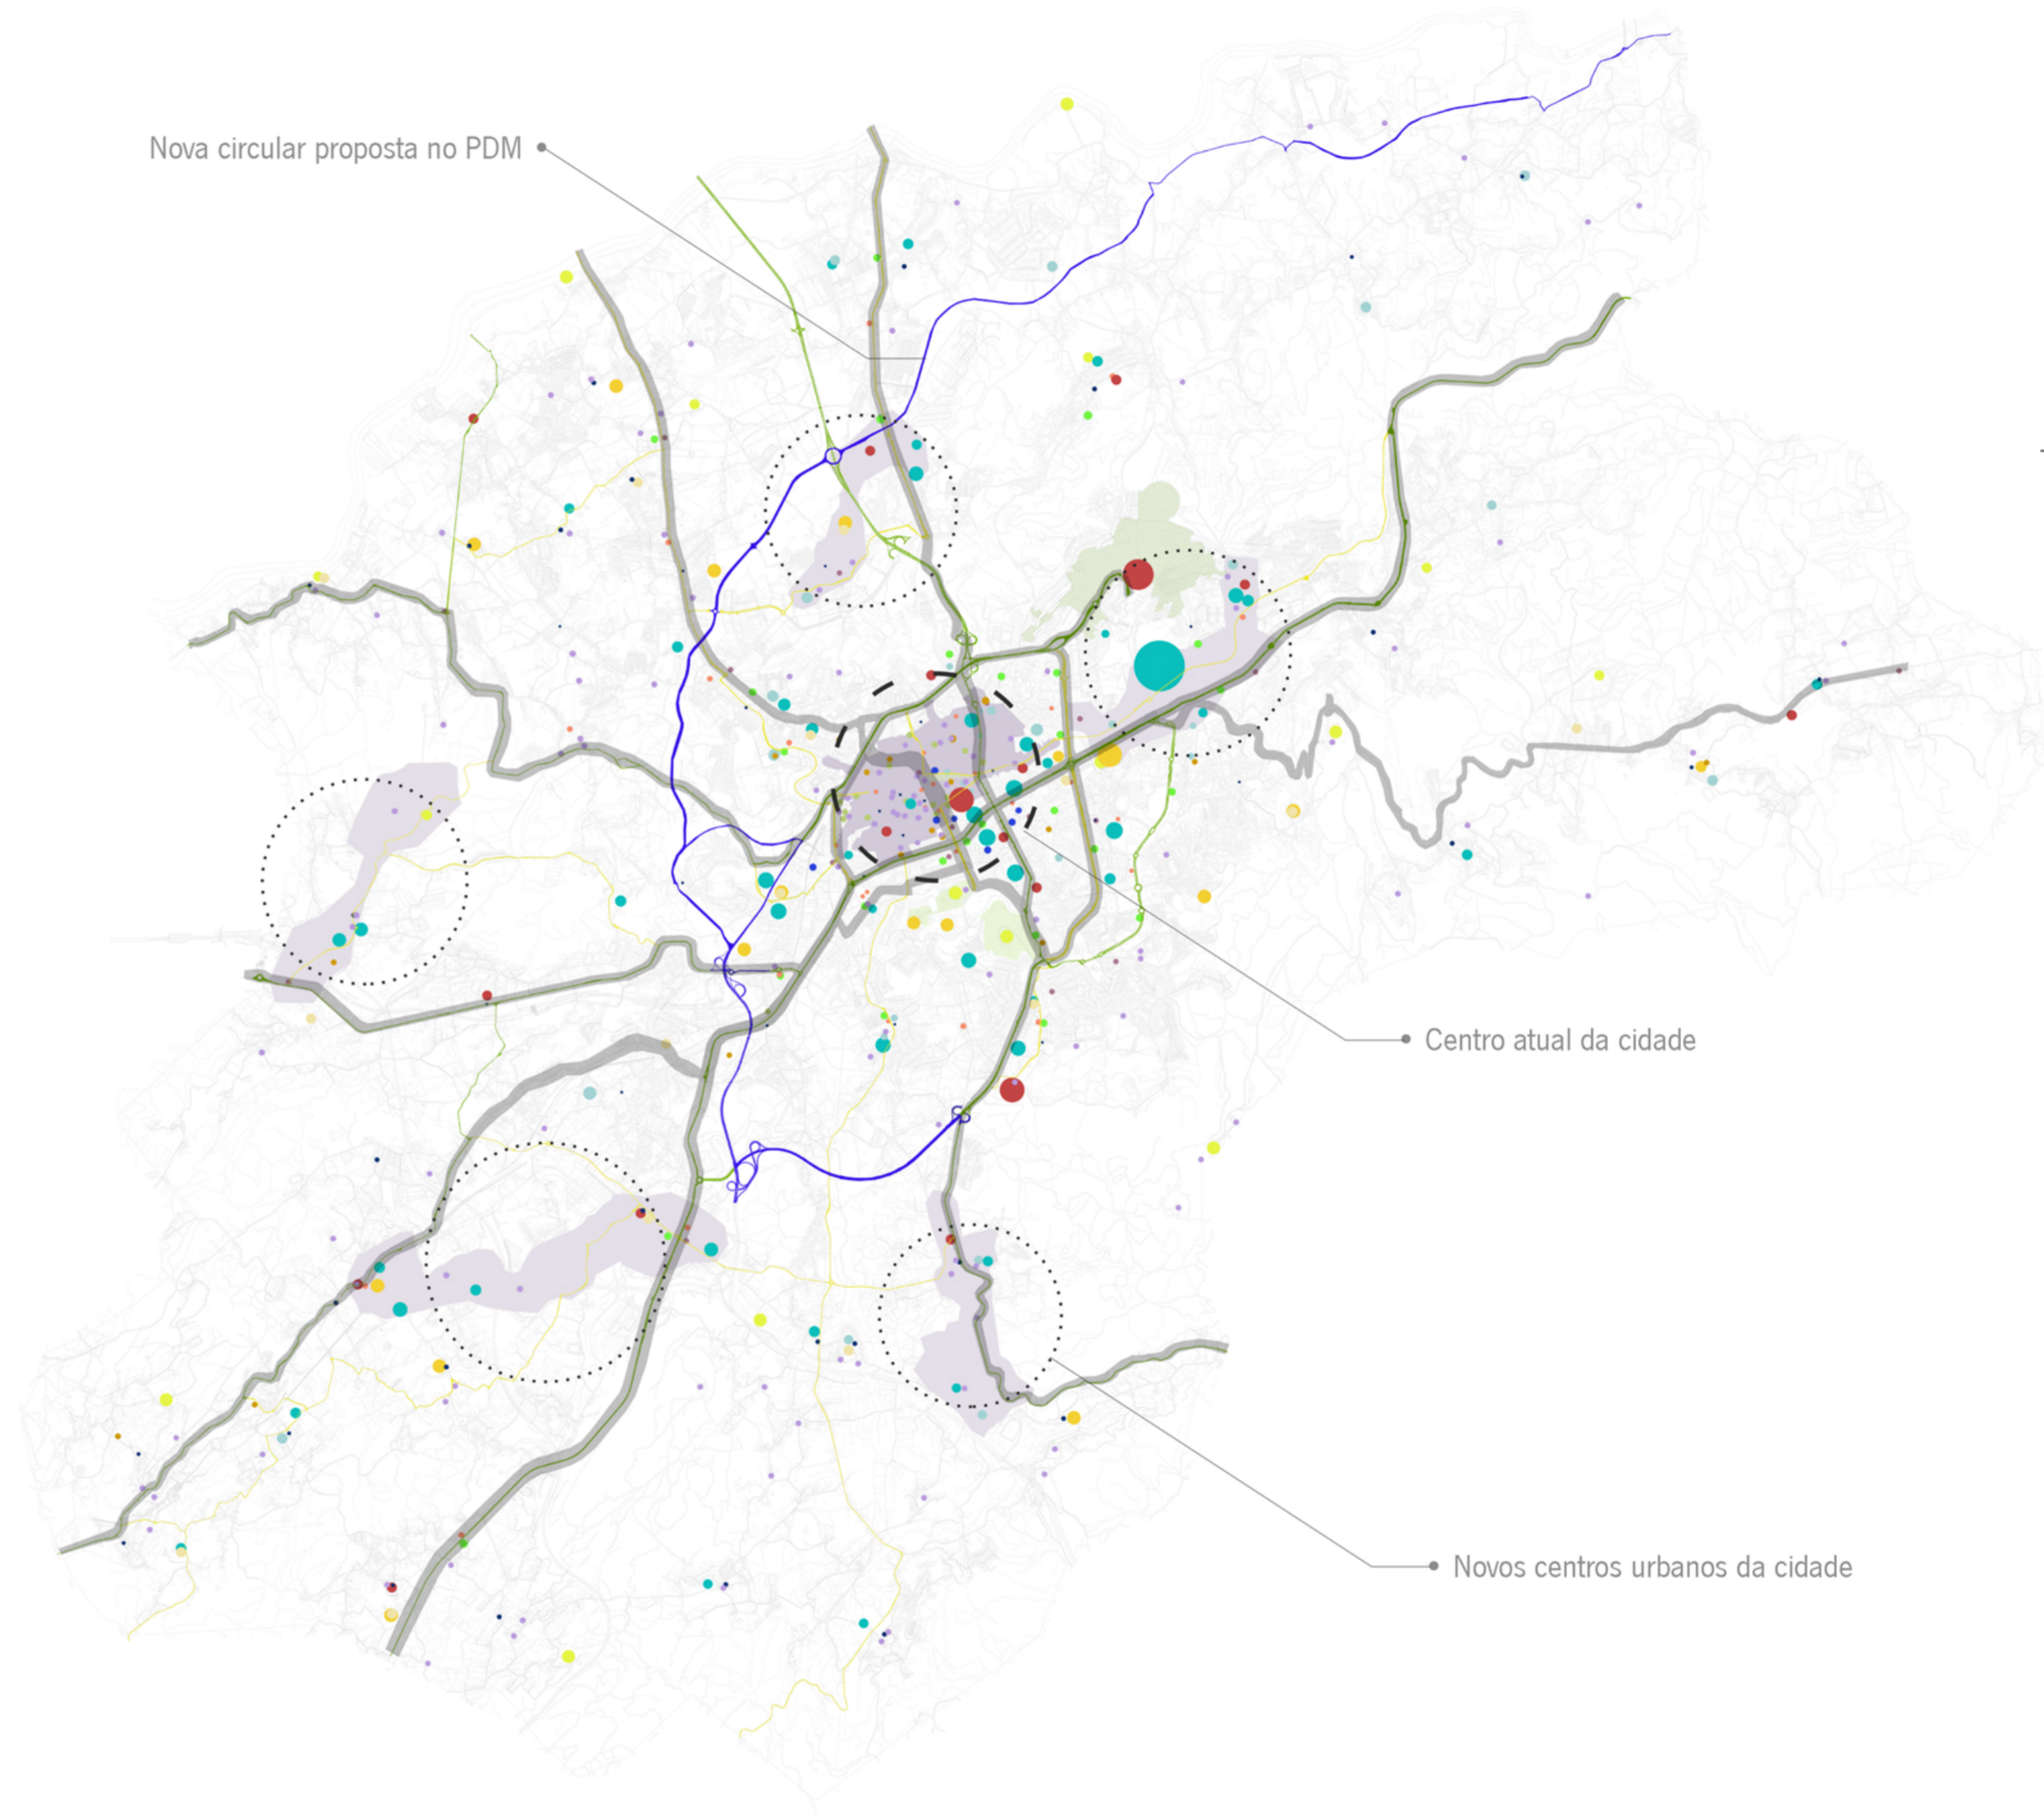 Nova circular proposta no PDM
Centro atual da cidade
Novos centros urbanos da cidade